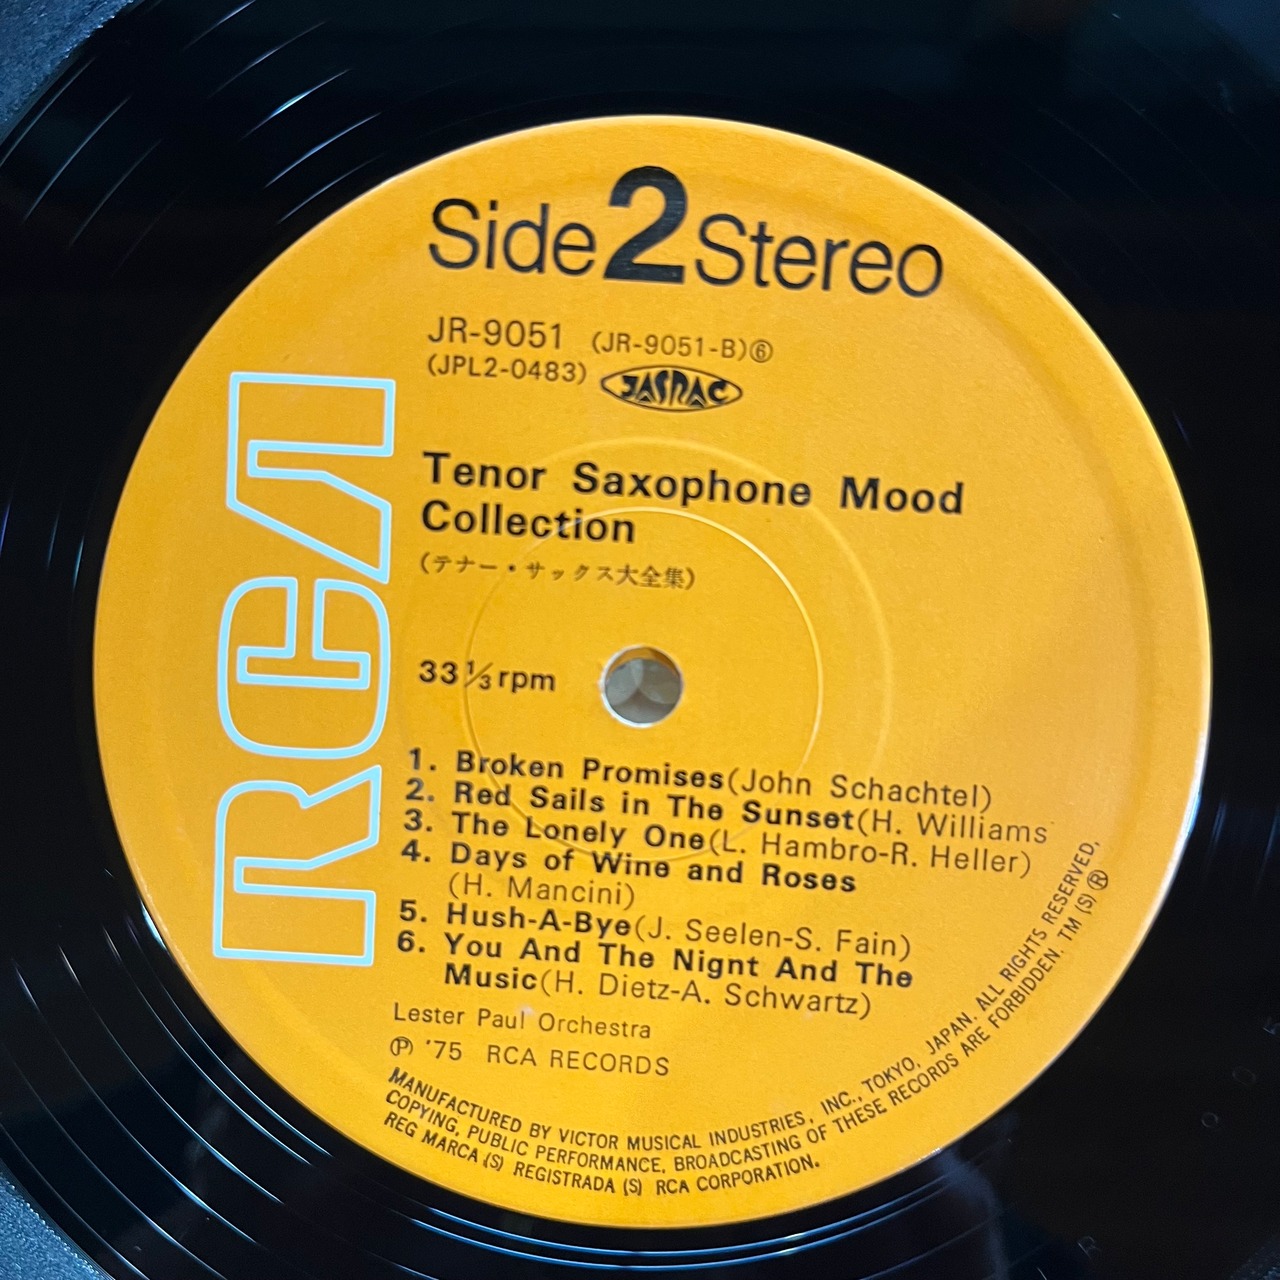 Side 2 Stereo
JR-9051 (JR-9051-B)⑥
(JPL2-0483) JASRAC
RCA
Tenor Saxophone Mood
Collection
(テナー・サックス大全集)
33⅓ rpm
1. Broken Promises(John Schachtel)
2. Red Sails in The Sunset(H. Williams
3. The Lonely One(L. Hambro-R. Heller)
4. Days of Wine and Roses
(H. Mancini)
5. Hush-A-Bye(J. Seelen-S. Fain)
6. You And The Nignt And The
Music(H. Dietz-A. Schwartz)
Lester Paul Orchestra
Ⓟ '75 RCA RECORDS
MANUFACTURED BY VICTOR MUSICAL INDUSTRIES, INC., TOKYO, JAPAN. ALL RIGHTS RESERVED,
COPYING, PUBLIC PERFORMANCE, BROADCASTING OF THESE RECORDS ARE FORBIDDEN. TM (S) ®
REG MARCA (S) REGISTRADA (S) RCA CORPORATION.